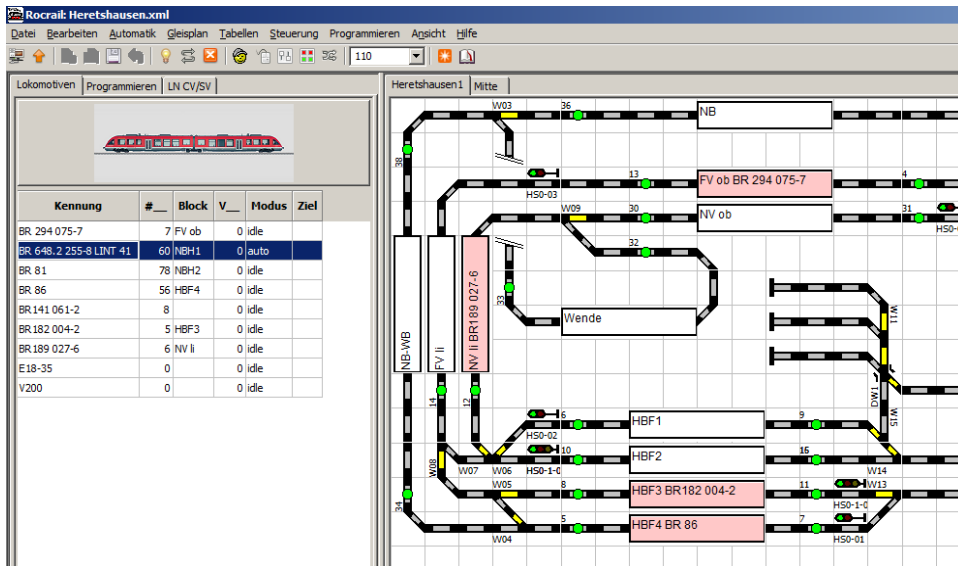 Rocrail: Heretshausen.xml
Datei Bearbeiten Automatik Gleisplan Tabellen Steuerung Programmieren Ansicht Hilfe
110
Lokomotiven Programmieren LN CV/SV
Heretshausen1 Mitte
Kennung #__ Block V__ Modus Ziel
BR 294 075-7 7 FV ob 0 idle
BR 648.2 255-8 LINT 41 60 NBH1 0 auto
BR 81 78 NBH2 0 idle
BR 86 56 HBF4 0 idle
BR141 061-2 8 0 idle
BR182 004-2 5 HBF3 0 idle
BR189 027-6 6 NV li 0 idle
E18-35 0 0 idle
V200 0 0 idle
W03 36 NB
38
HS0-03 13 FV ob BR 294 075-7 4
W09 30 NV ob 31
32
33
Wende
NB-WB
FV li
NV li BR189 027-6
W11
DW1
W15
14
12
6 HBF1 9
HS0-02
10 HBF2 15
W08 W07 W06 HS0-1-0 W14
W05 8 HBF3 BR182 004-2 11 W13
HS0-1-0
34
5 HBF4 BR 86 7
W04 HS0-01